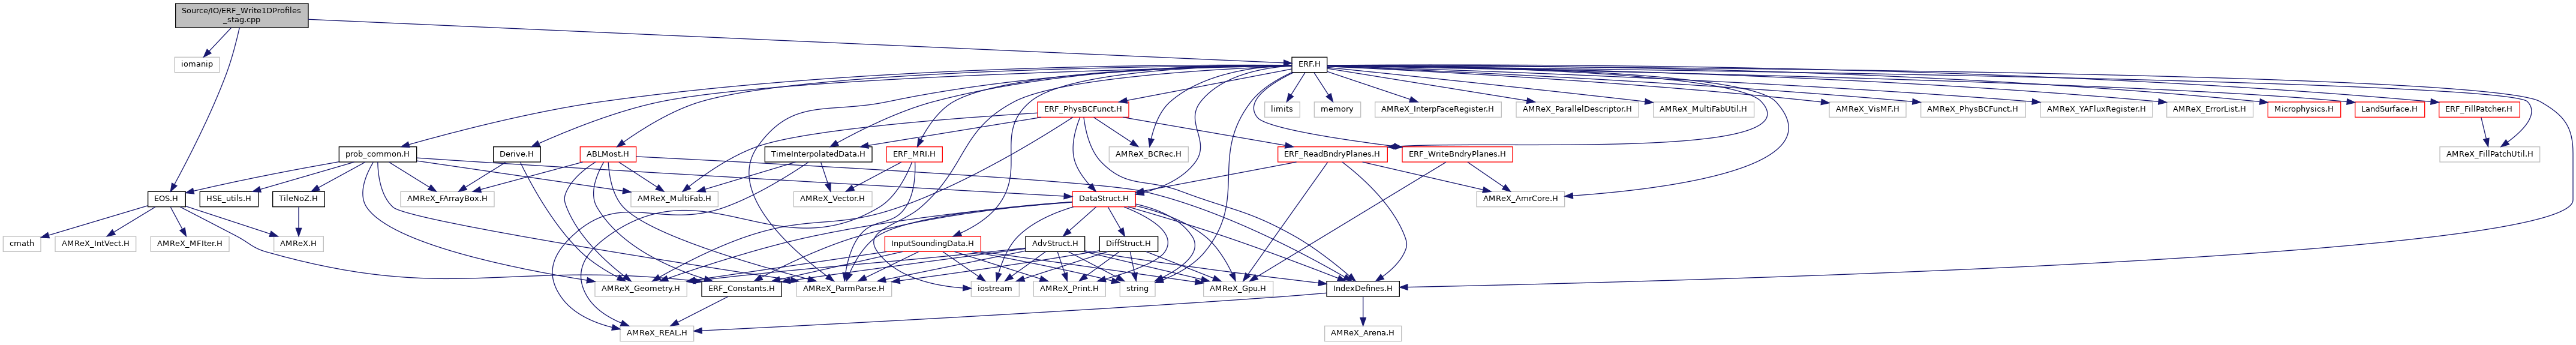 Source/IO/ERF_Write1DProfiles
_stag.cpp
iomanip
ERF.H
ERF_PhysBCFunct.H
limits
memory
AMReX_InterpFaceRegister.H
AMReX_ParallelDescriptor.H
AMReX_MultiFabUtil.H
AMReX_VisMF.H
AMReX_PhysBCFunct.H
AMReX_YAFluxRegister.H
AMReX_ErrorList.H
Microphysics.H
LandSurface.H
ERF_FillPatcher.H
prob_common.H
Derive.H
ABLMost.H
TimeInterpolatedData.H
ERF_MRI.H
AMReX_BCRec.H
ERF_ReadBndryPlanes.H
ERF_WriteBndryPlanes.H
AMReX_FillPatchUtil.H
EOS.H
HSE_utils.H
TileNoZ.H
AMReX_FArrayBox.H
AMReX_MultiFab.H
AMReX_Vector.H
DataStruct.H
AMReX_AmrCore.H
cmath
AMReX_IntVect.H
AMReX_MFIter.H
AMReX.H
InputSoundingData.H
AdvStruct.H
DiffStruct.H
AMReX_Geometry.H
ERF_Constants.H
AMReX_ParmParse.H
iostream
AMReX_Print.H
string
AMReX_Gpu.H
IndexDefines.H
AMReX_REAL.H
AMReX_Arena.H